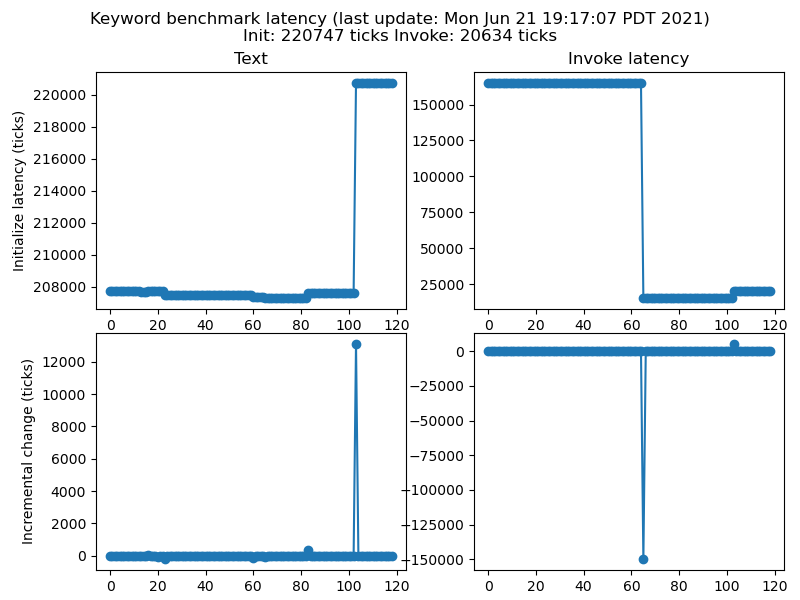 Keyword benchmark latency (last update: Mon Jun 21 19:17:07 PDT 2021)
Init: 220747 ticks Invoke: 20634 ticks
Text
Initialize latency (ticks)
220000
218000
216000
214000
212000
210000
208000
0 20 40 60 80 100 120
Invoke latency
150000
125000
100000
75000
50000
25000
0 20 40 60 80 100 120
Incremental change (ticks)
12000
10000
8000
6000
4000
2000
0
0 20 40 60 80 100 120
0
−25000
−50000
−75000
−100000
−125000
−150000
0 20 40 60 80 100 120